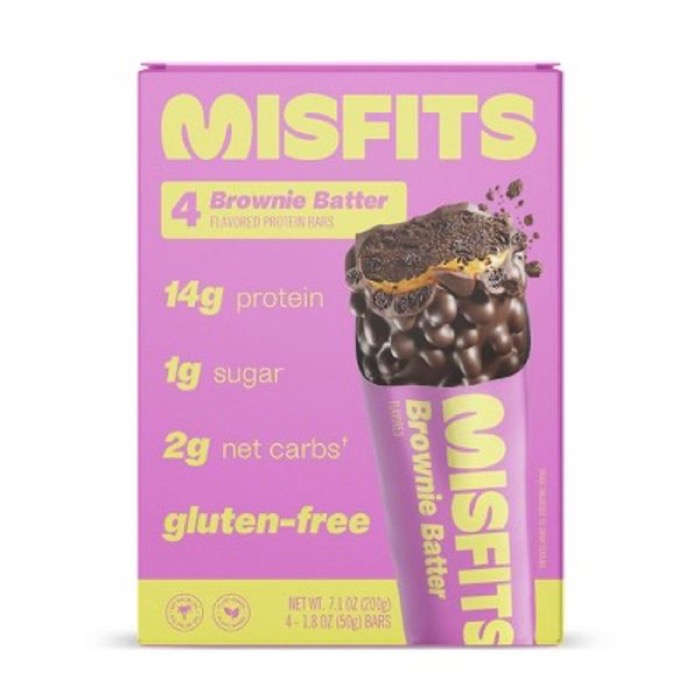 MISFITS
4 Brownie Batter
FLAVORED PROTEIN BARS
14g protein
1g sugar
2g net carbs†
gluten-free
MISFITS
Brownie Batter
FLAVORED
NET WT. 7.1 OZ (200g)
4 - 1.8 OZ (50g) BARS